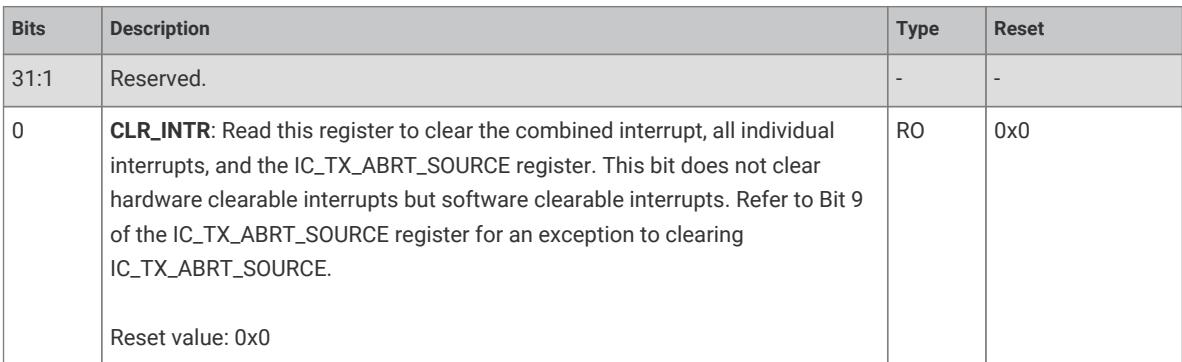 Bits Description Type Reset
31:1 Reserved. - -
0 CLR_INTR: Read this register to clear the combined interrupt, all individual RO 0x0
interrupts, and the IC_TX_ABRT_SOURCE register. This bit does not clear
hardware clearable interrupts but software clearable interrupts. Refer to Bit 9
of the IC_TX_ABRT_SOURCE register for an exception to clearing
IC_TX_ABRT_SOURCE.
Reset value: 0x0